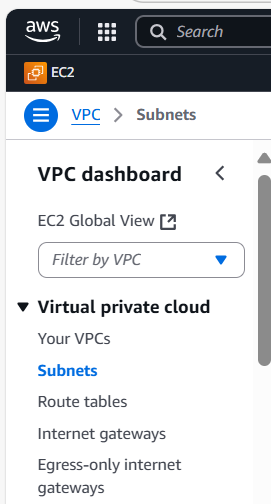 aws
Search
EC2
VPC > Subnets
VPC dashboard
EC2 Global View
Filter by VPC
Virtual private cloud
Your VPCs
Subnets
Route tables
Internet gateways
Egress-only internet
gateways